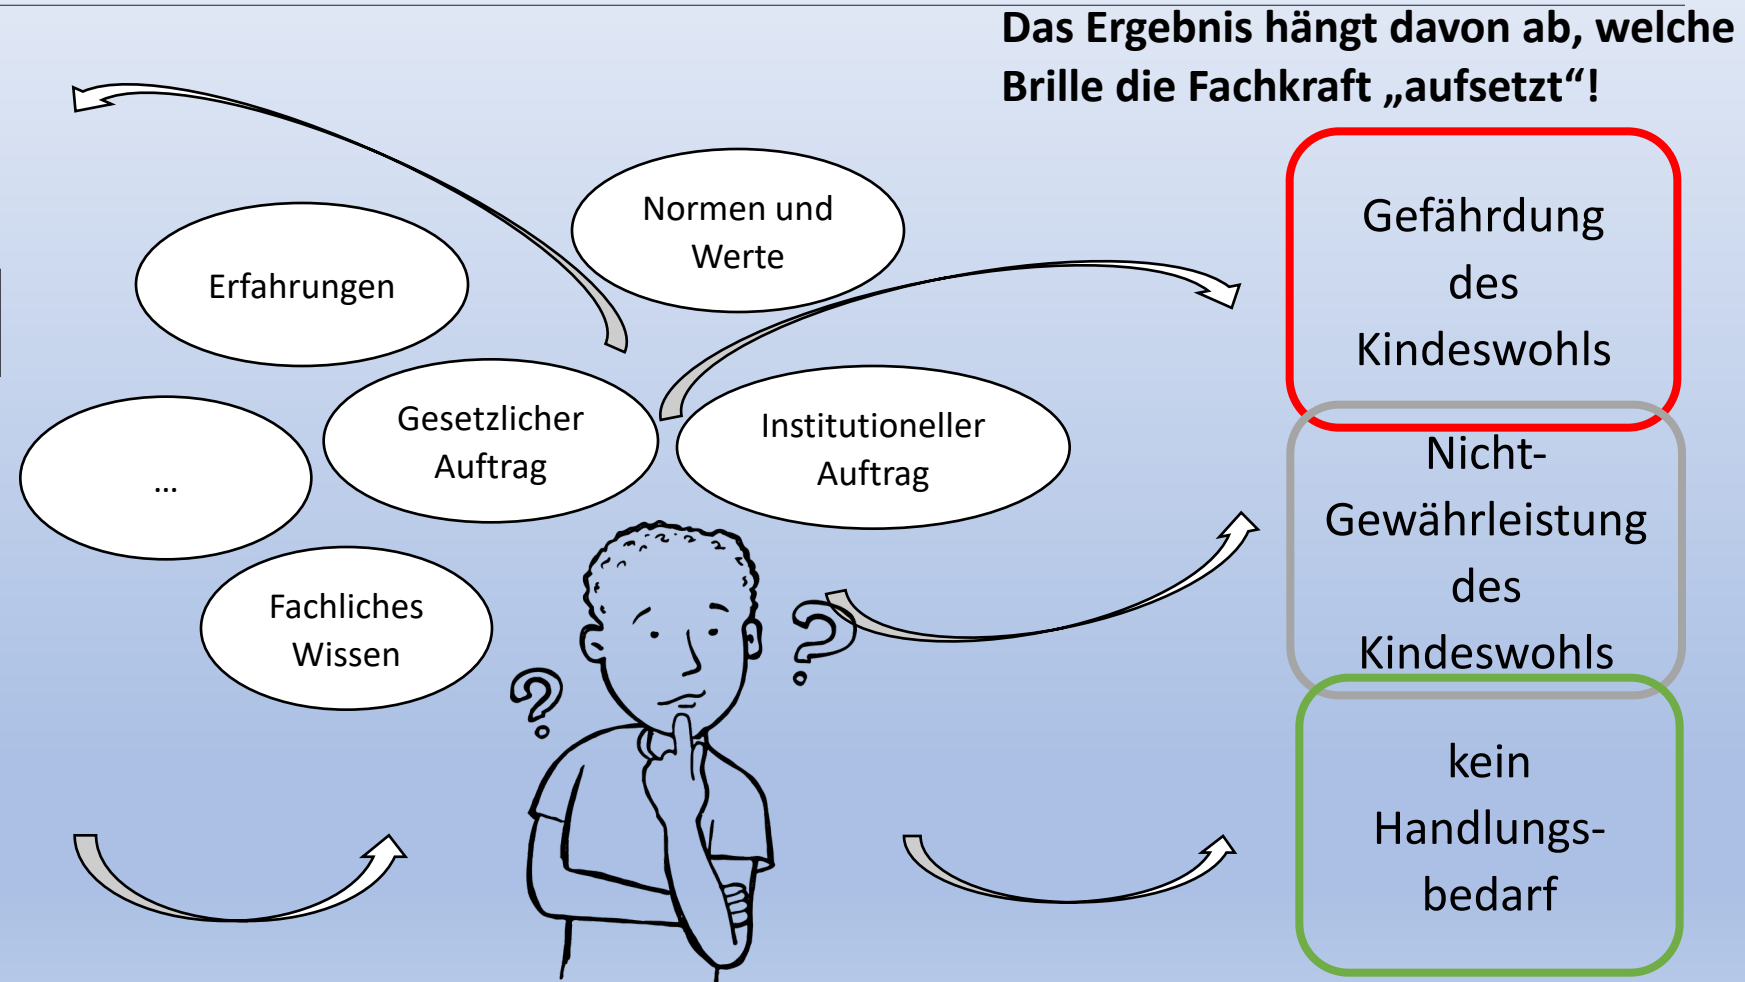 Das Ergebnis hängt davon ab, welche
Brille die Fachkraft „aufsetzt“!
Normen und
Werte
Erfahrungen
Gesetzlicher
Auftrag
Institutioneller
Auftrag
...
Fachliches
Wissen
?
?
Gefährdung
des
Kindeswohls
Nicht-
Gewährleistung
des
Kindeswohls
kein
Handlungs-
bedarf